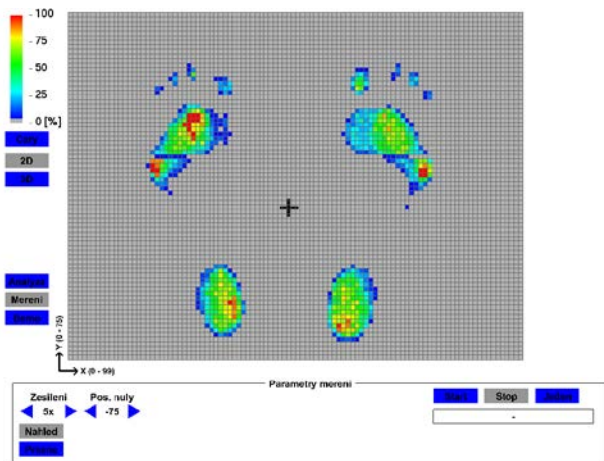 - 100
- 75
- 50
- 25
- 0 [%]
2D
Mereni
Y (0 - 75)
X (0 - 99)
Parametry mereni
Zesileni
Pos. nuly
5x
-75
Nahled
Start
Stop
-